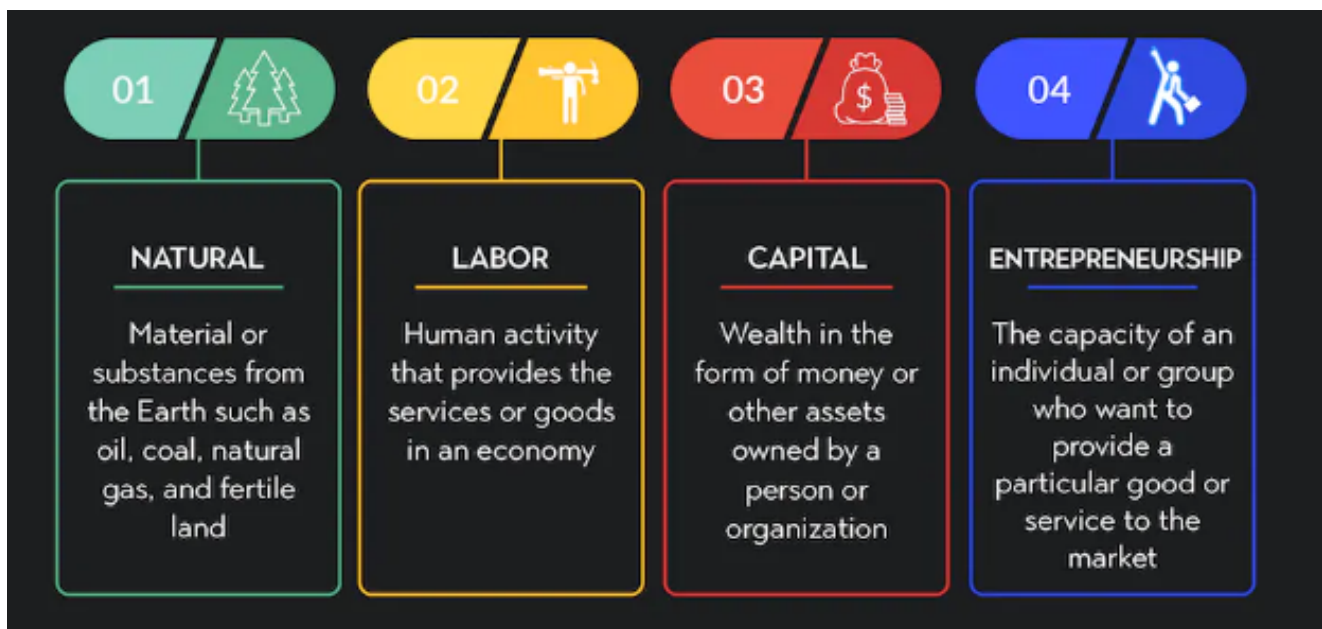 01
02
03
$
04
NATURAL
Material or
substances from
the Earth such as
oil, coal, natural
gas, and fertile
land
LABOR
Human activity
that provides the
services or goods
in an economy
CAPITAL
Wealth in the
form of money or
other assets
owned by a
person or
organization
ENTREPRENEURSHIP
The capacity of an
individual or group
who want to
provide a
particular good or
service to the
market